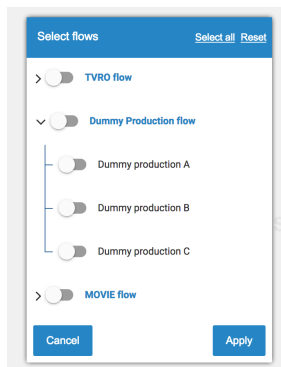 Select flows Select all Reset
TVRO flow
Dummy Production flow
Dummy production A
Dummy production B
Dummy production C
MOVIE flow
Cancel Apply